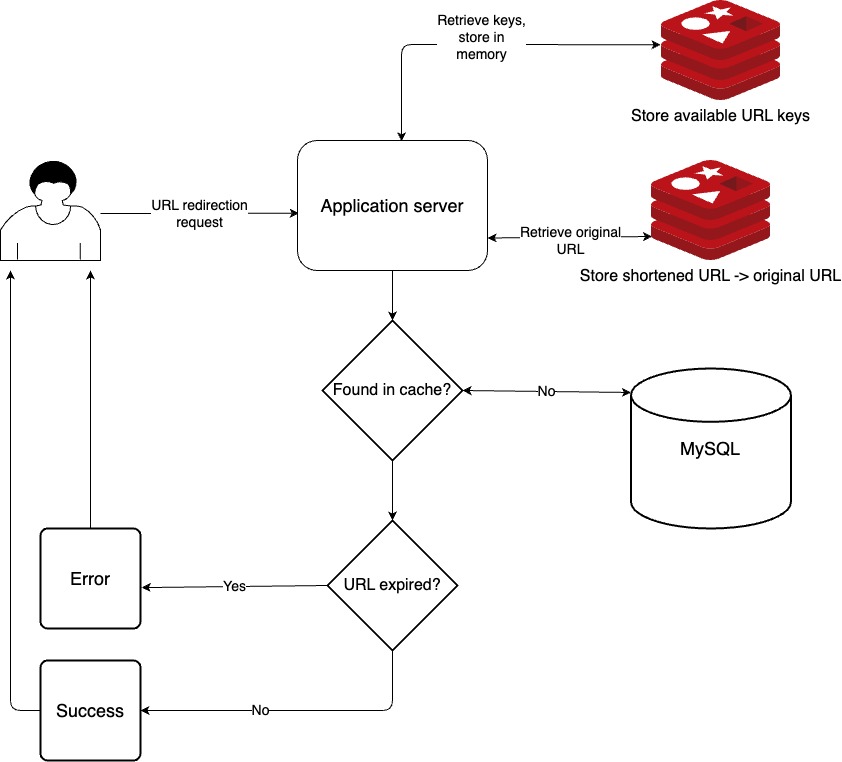 Retrieve keys,
store in
memory
Store available URL keys
URL redirection
request
Application server
Retrieve original
URL
Store shortened URL -> original URL
Found in cache?
No
MySQL
Error
Yes
URL expired?
Success
No